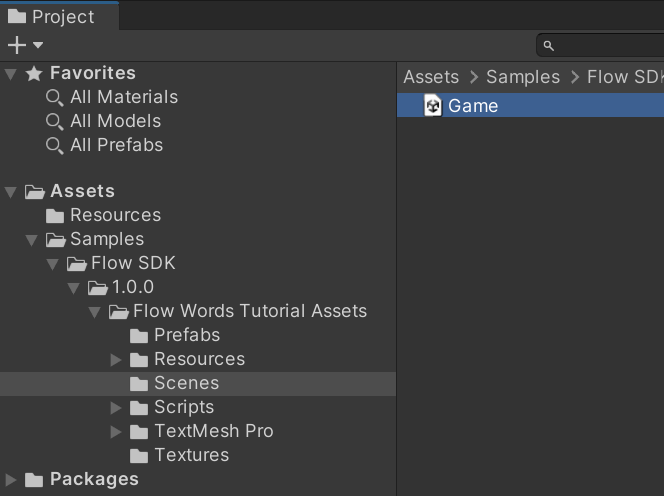 Project
Favorites
All Materials
All Models
All Prefabs
Assets
Resources
Samples
Flow SDK
1.0.0
Flow Words Tutorial Assets
Prefabs
Resources
Scenes
Scripts
TextMesh Pro
Textures
Packages
Assets > Samples > Flow SDK
Game